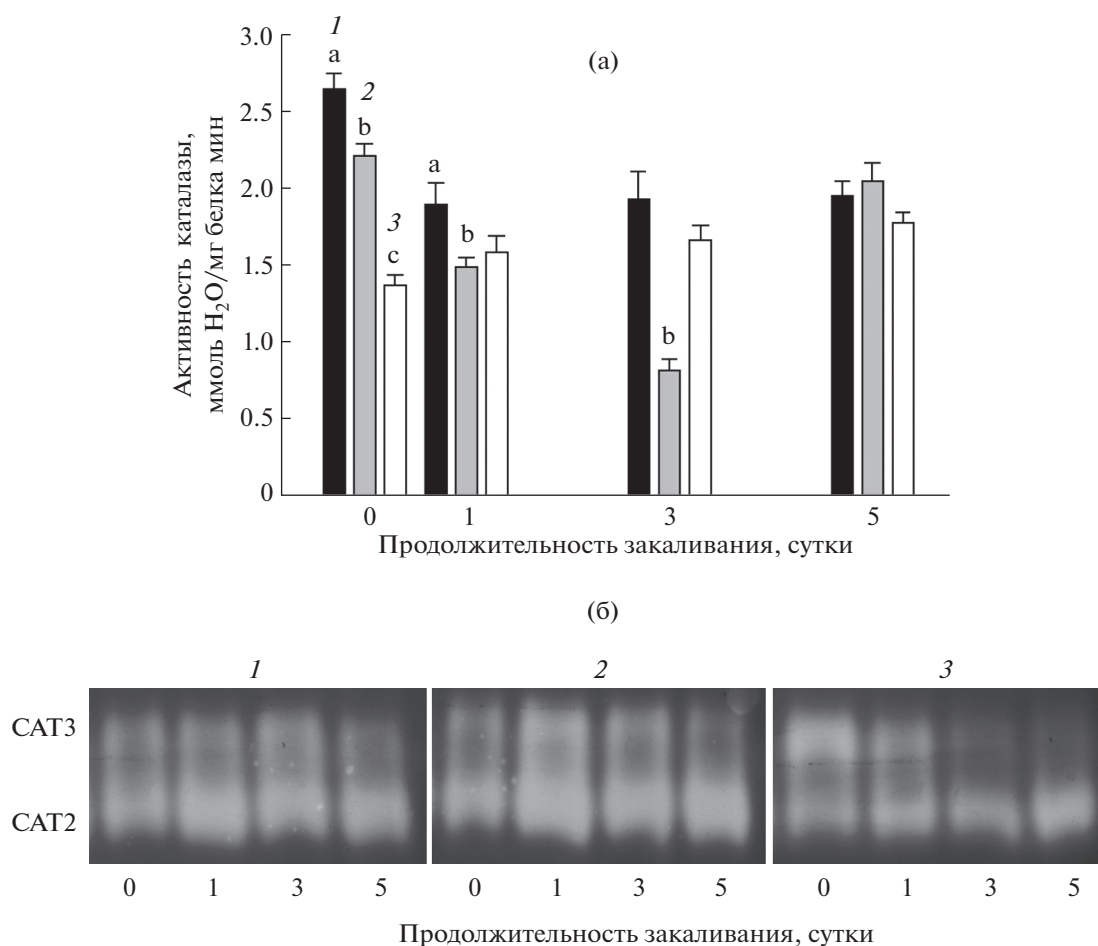 1
a
3.0
(а)
2
b
2.5
a
2.0
3
c
b
1.5
b
1.0
0.5
0
Активность каталазы,
ммоль H₂O/мг белка мин
0 1 3 5
Продолжительность закаливания, сутки
(б)
1 2 3
CAT3
CAT2
0 1 3 5 0 1 3 5 0 1 3 5
Продолжительность закаливания, сутки